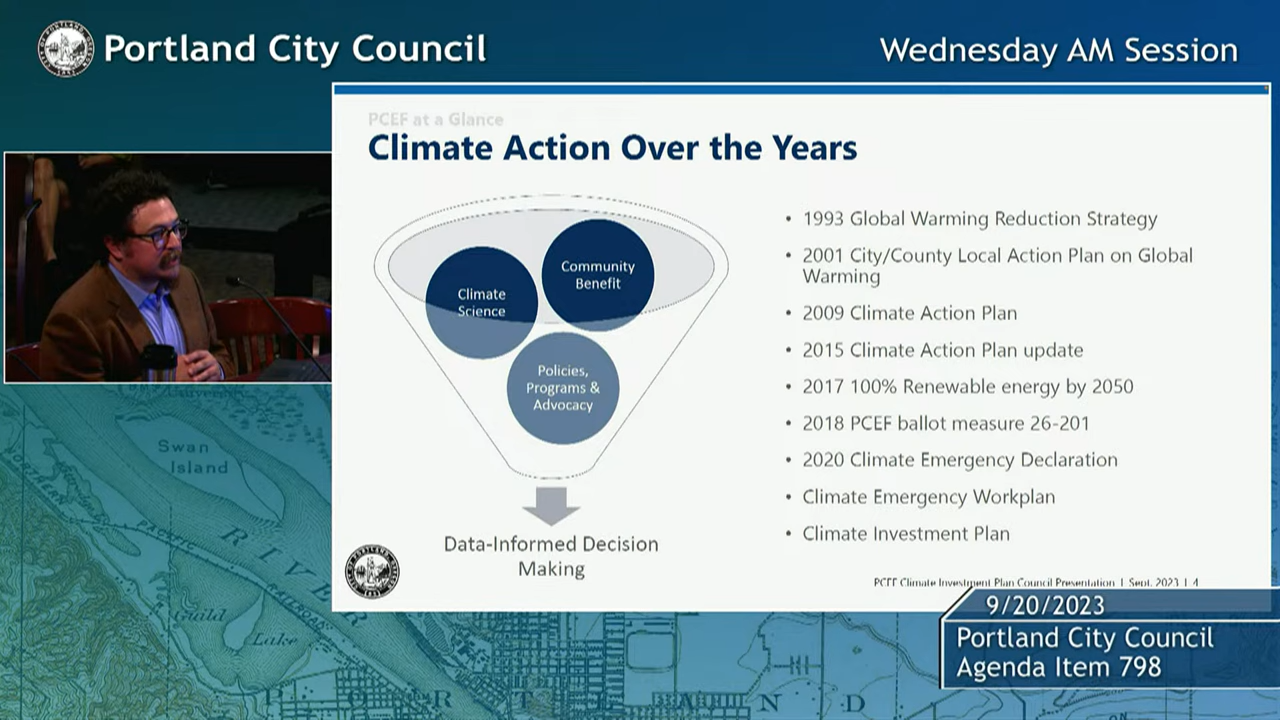 Portland City Council
Wednesday AM Session
PCEF at a Glance
Climate Action Over the Years
Climate
Science
Community
Benefit
Policies,
Programs &
Advocacy
Data-Informed Decision
Making
• 1993 Global Warming Reduction Strategy
• 2001 City/County Local Action Plan on Global
Warming
• 2009 Climate Action Plan
• 2015 Climate Action Plan update
• 2017 100% Renewable energy by 2050
• 2018 PCEF ballot measure 26-201
• 2020 Climate Emergency Declaration
• Climate Emergency Workplan
• Climate Investment Plan
PCEF Climate Investment Plan Council Presentation | Sept. 2023 | 4
9/20/2023
Portland City Council
Agenda Item 798
Swan
Island
RIVER
Guild
Lake
PACIFIC